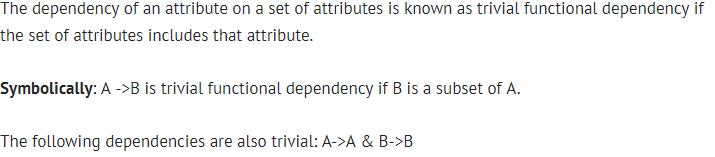 The dependency of an attribute on a set of attributes is known as trivial functional dependency if
the set of attributes includes that attribute.
Symbolically: A ->B is trivial functional dependency if B is a subset of A.
The following dependencies are also trivial: A->A & B->B